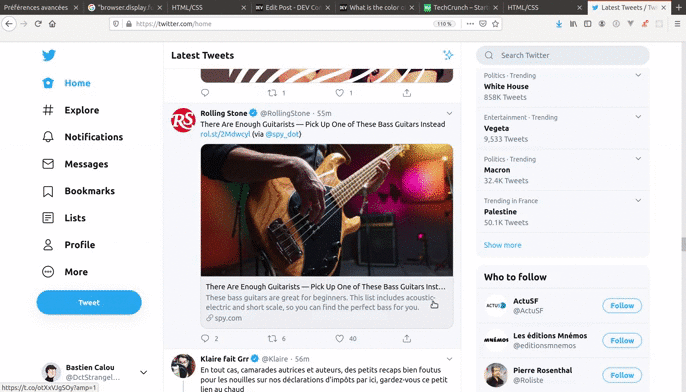 Préférences avancées
"browser.display.f
HTML/CSS
Edit Post - DEV Con
What is the color o
TechCrunch – Start
HTML/CSS
Latest Tweets / Tw
https://twitter.com/home
110 %
Home
Explore
Notifications
Messages
Bookmarks
Lists
Profile
More
Tweet
Bastien Calou
@DctStrangel...
https://t.co/otXxVJgSOy?amp=1
Latest Tweets
1
1
Rolling Stone @RollingStone · 55m
There Are Enough Guitarists — Pick Up One of These Bass Guitars Instead
rol.st/2Mdwcyl (via @spy_dot)
There Are Enough Guitarists — Pick Up One of These Bass Guitars Inst...
These bass guitars are great for beginners. This list includes acoustic-
electric and short scale, so you can find the perfect bass for you.
spy.com
2
6
40
Klaire fait Grr @Klaire · 56m
En tout cas, camarades autrices et auteurs, des petits recaps bien foutus
pour les nouilles sur nos déclarations d'impôts par ici, gardez-vous ce petit
lien au chaud
Search Twitter
Politics · Trending
White House
858K Tweets
Entertainment · Trending
Vegeta
9,533 Tweets
Politics · Trending
Macron
32.4K Tweets
Trending in France
Palestine
50.1K Tweets
Show more
Who to follow
ActuSF
@ActuSF
Follow
Les éditions Mnémos
@editionsmnemos
Follow
Pierre Rosenthal
@Roliste
Follow